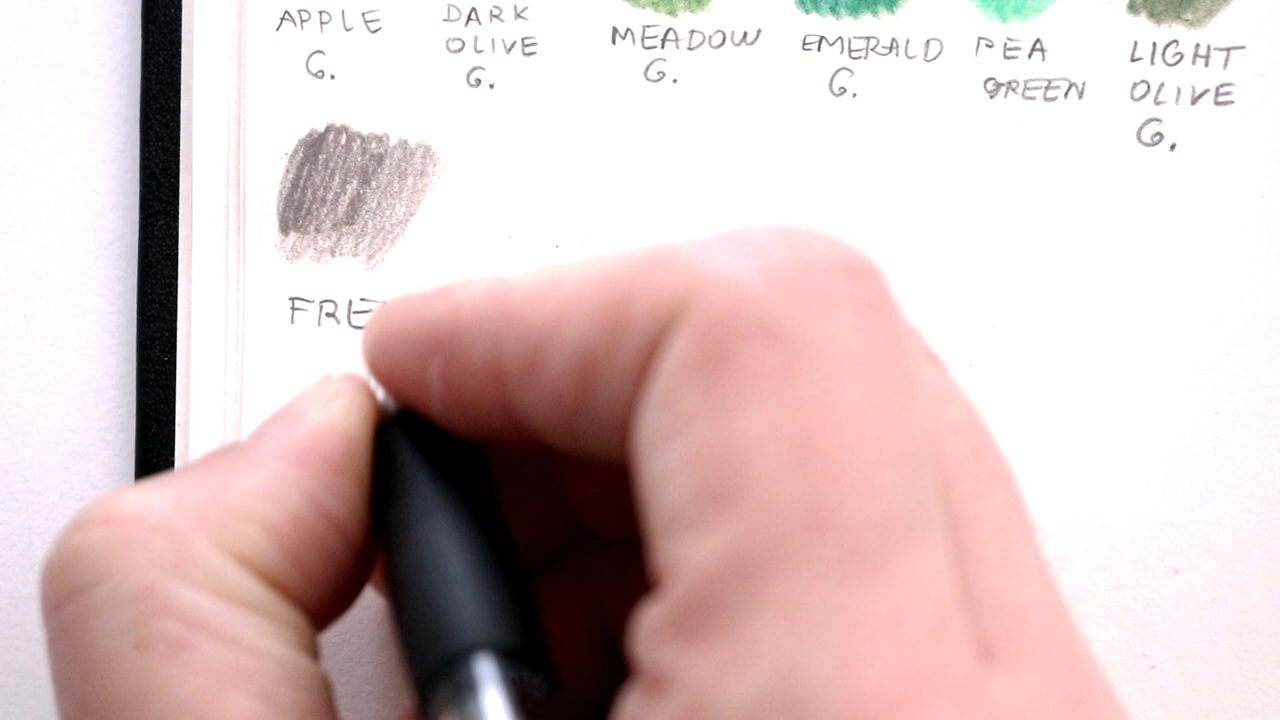 APPLE
G.
DARK
OLIVE
G.
MEADOW
G.
EMERALD
G.
PEA
GREEN
LIGHT
OLIVE
G.
FRE